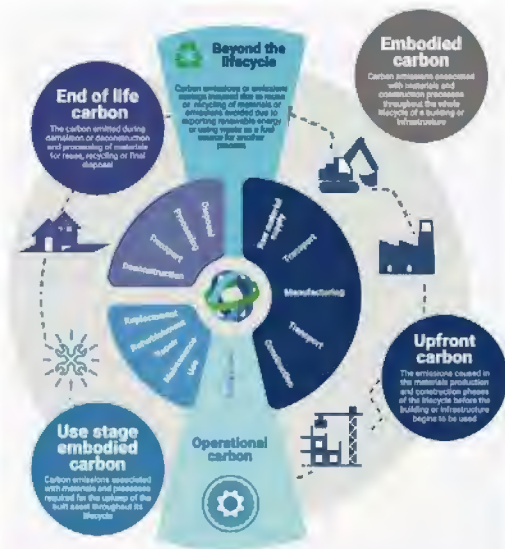 Beyond the
lifecycle
Carbon emissions or emissions
savings incurred due to reuse
or recycling of materials or
emissions avoided due to
exporting renewable energy
or using waste as a fuel
source for another
process
Embodied
carbon
Carbon emissions associated
with materials and
construction processes
throughout the whole
lifecycle of a building or
infrastructure
End of life
carbon
The carbon emitted during
demolition or deconstruction
and processing of materials
for reuse, recycling or final
disposal
Disposal
Processing
Transport
Deconstruction
Raw material
supply
Transport
Manufacturing
Transport
Construction
Replacement
Refurbishment
Repair
Maintenance
Use
Upfront
carbon
The emissions caused in
the materials production
and construction phases
of the lifecycle before the
building or infrastructure
begins to be used
Use stage
embodied
carbon
Carbon emissions associated
with materials and processes
required for the upkeep of the
built asset throughout its
lifecycle
Operational
carbon